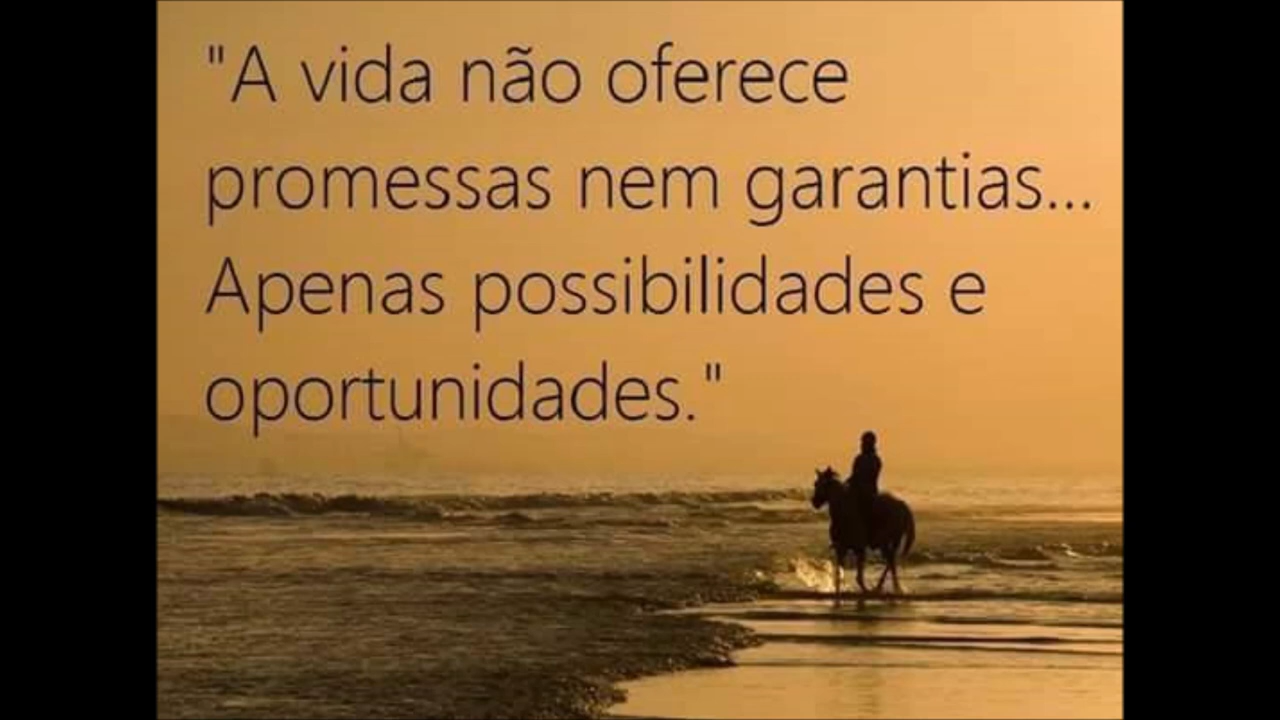 "A vida não oferece
promessas nem garantias...
Apenas possibilidades e
oportunidades."